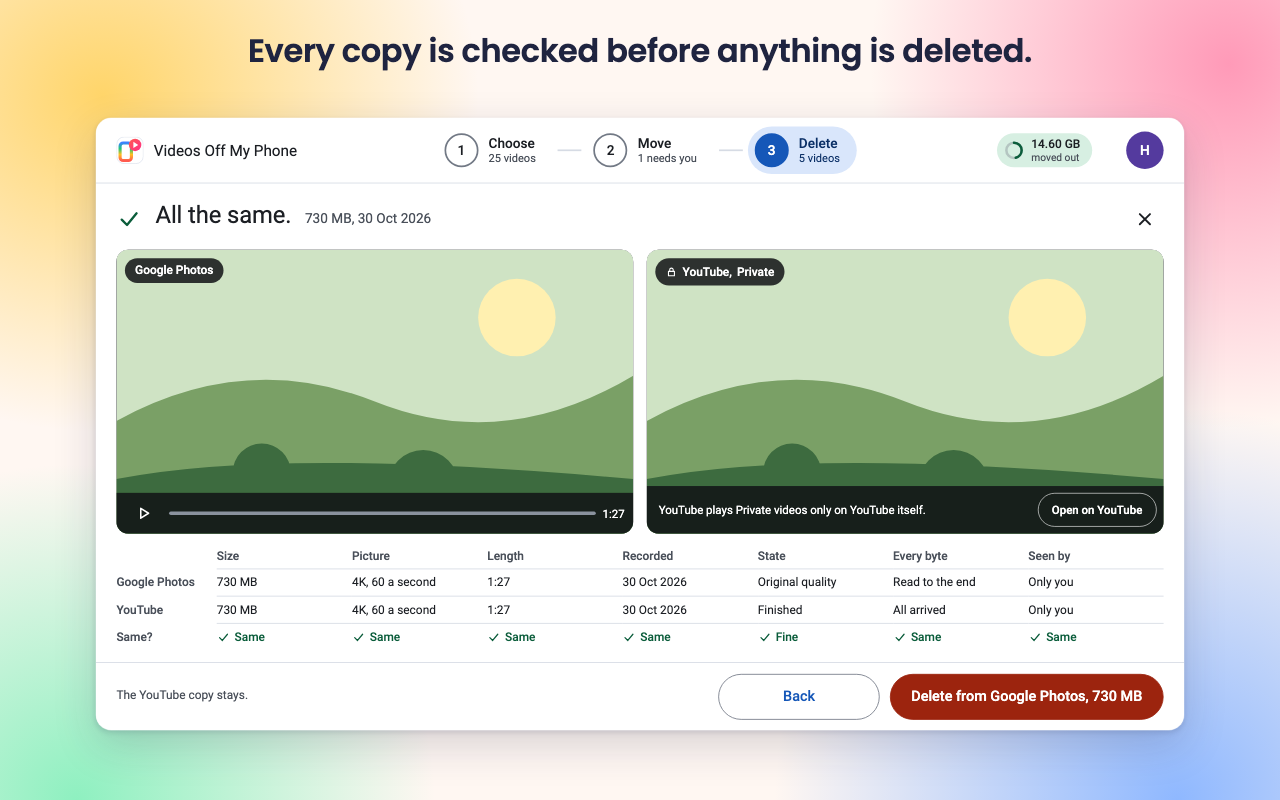 Every copy is checked before anything is deleted.
Videos Off My Phone
1
Choose
25 videos
2
Move
1 needs you
3
Delete
5 videos
14.60 GB
moved out
H
All the same. 730 MB, 30 Oct 2026
Google Photos
YouTube, Private
1:27
YouTube plays Private videos only on YouTube itself.
Open on YouTube
Size Picture Length Recorded State Every byte Seen by
Google Photos 730 MB 4K, 60 a second 1:27 30 Oct 2026 Original quality Read to the end Only you
YouTube 730 MB 4K, 60 a second 1:27 30 Oct 2026 Finished All arrived Only you
Same? Same Same Same Same Fine Same Same
The YouTube copy stays.
Back
Delete from Google Photos, 730 MB